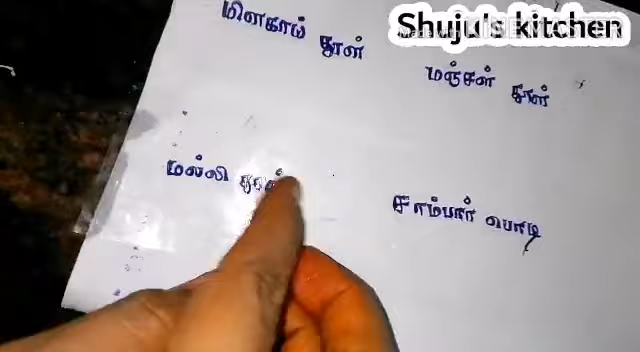 Shuju's kitchen
மிளகாய் தூள்
மஞ்சள் தூள்
மல்லி தூள்
சாம்பார் பொடி